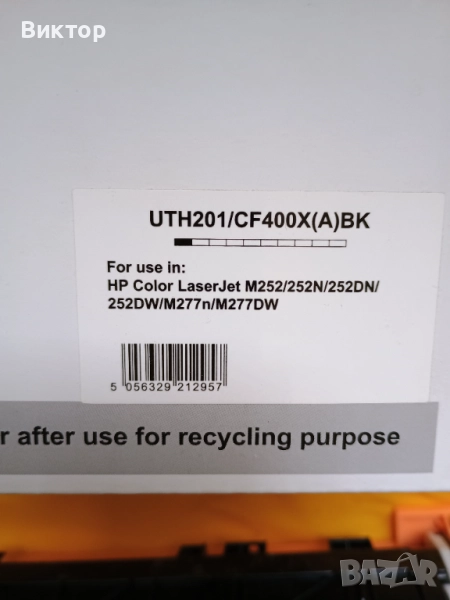 Виктор
UTH201/CF400X(A)BK
For use in:
HP Color LaserJet M252/252N/252DN/
252DW/M277n/M277DW
5 056329 212957
r after use for recycling purpose
BAZAR